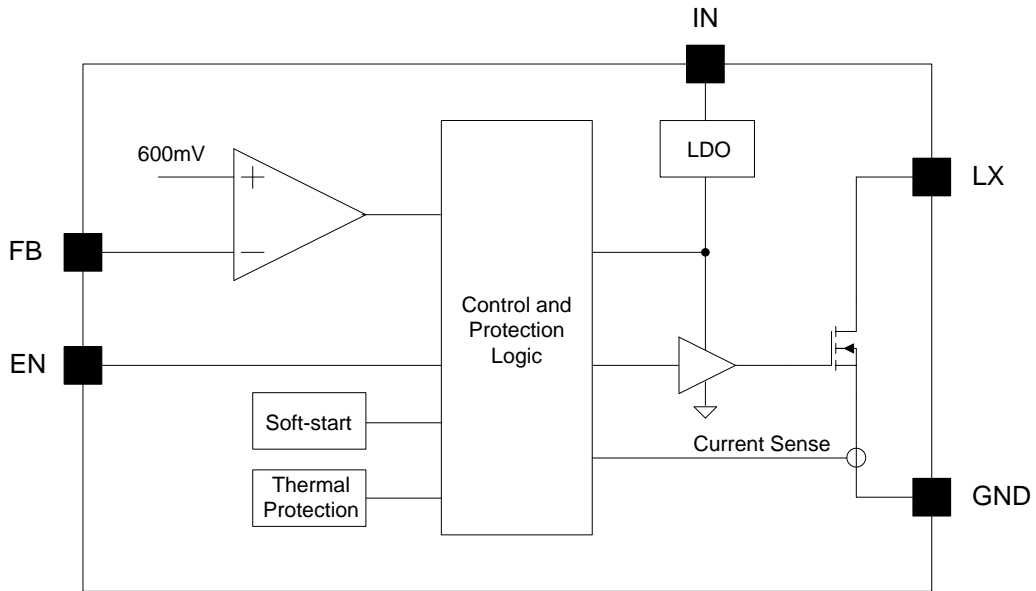 IN
LDO
600mV
+
LX
FB
−
Control and
Protection
Logic
EN
Soft-start
Current Sense
Thermal
Protection
GND